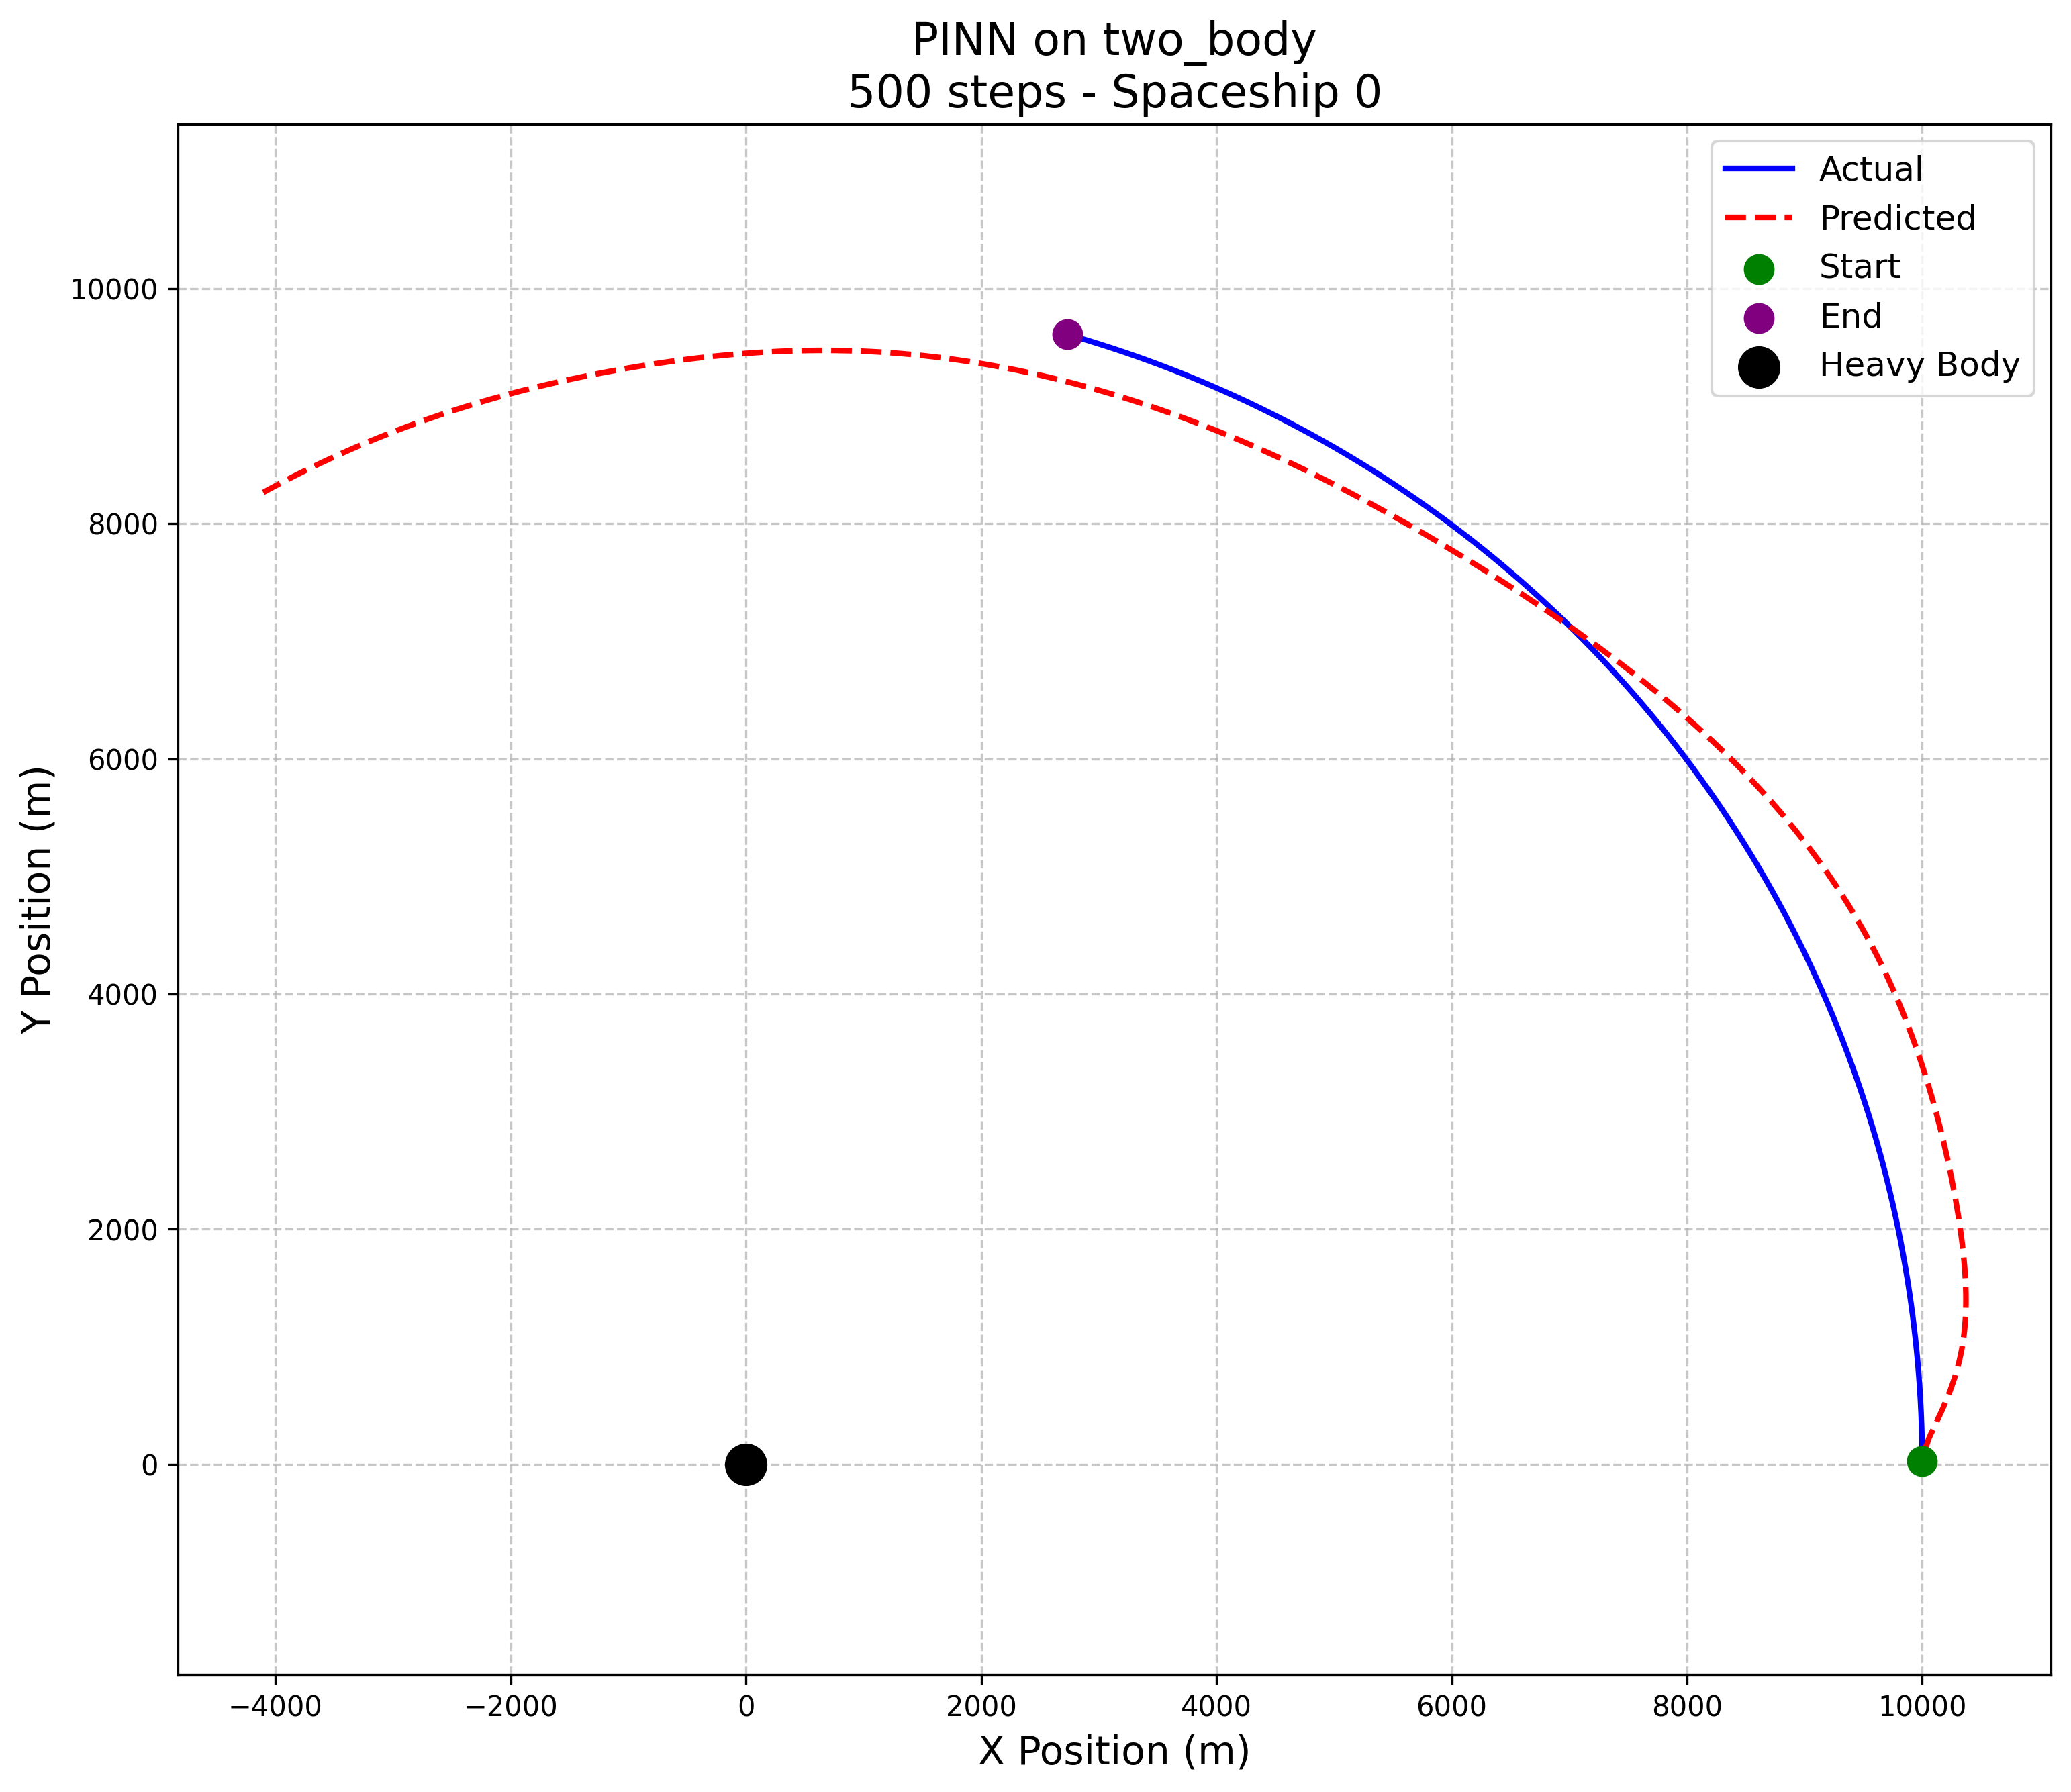 PINN on two_body
500 steps - Spaceship 0
Actual
Predicted
Start
End
Heavy Body
10000
8000
6000
4000
2000
0
Y Position (m)
−4000
−2000
0
2000
4000
6000
8000
10000
X Position (m)